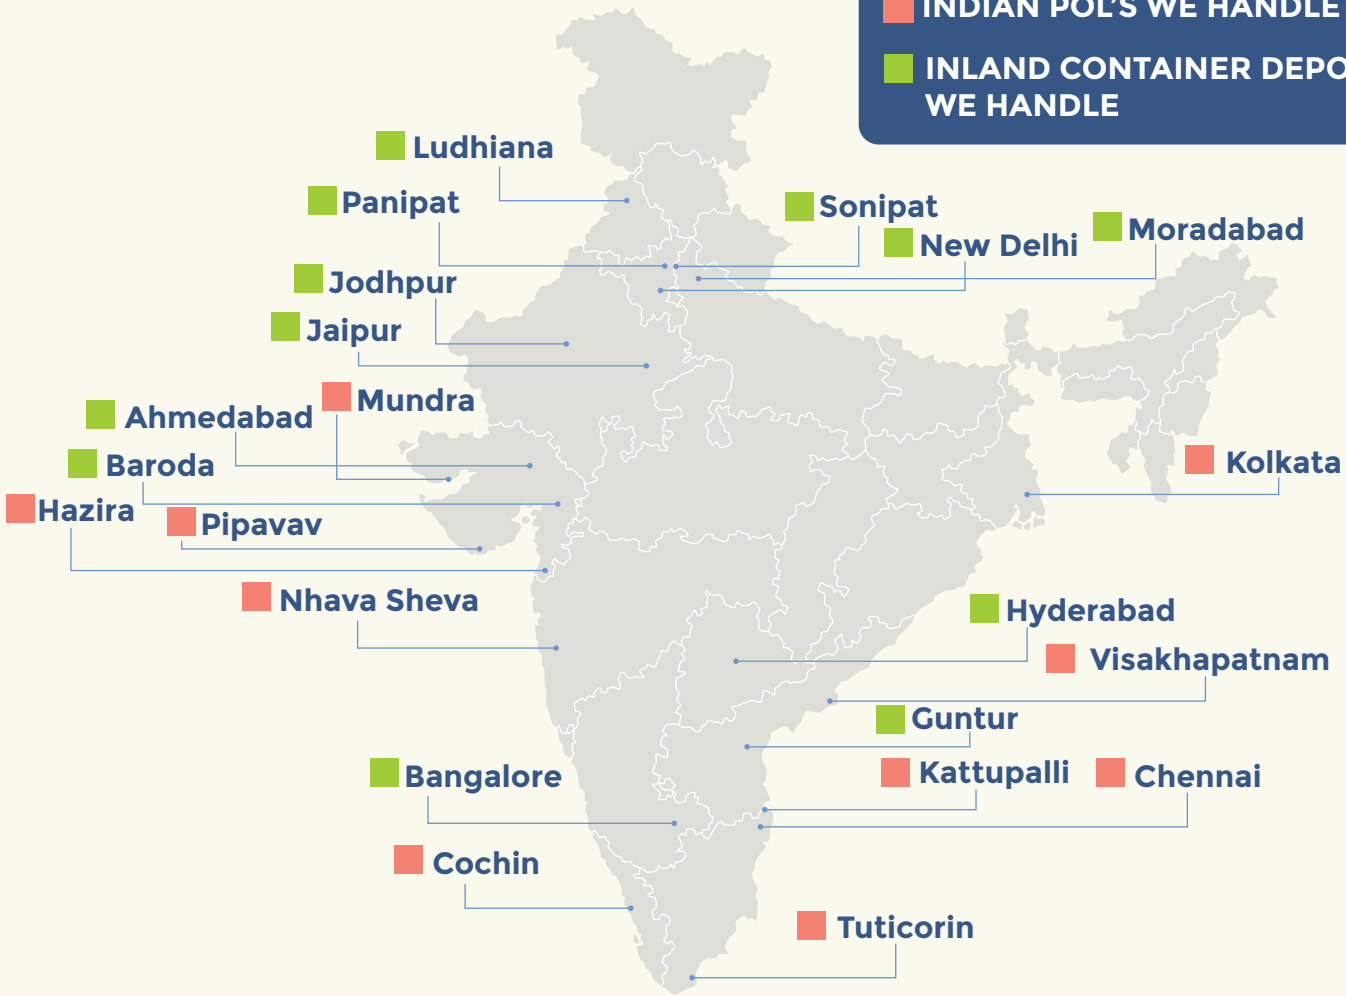 INDIAN POL'S WE HANDLE
INLAND CONTAINER DEPO
WE HANDLE
Ludhiana
Panipat
Sonipat
Moradabad
New Delhi
Jodhpur
Jaipur
Mundra
Ahmedabad
Baroda
Kolkata
Hazira
Pipavav
Nhava Sheva
Hyderabad
Visakhapatnam
Guntur
Bangalore
Kattupalli
Chennai
Cochin
Tuticorin